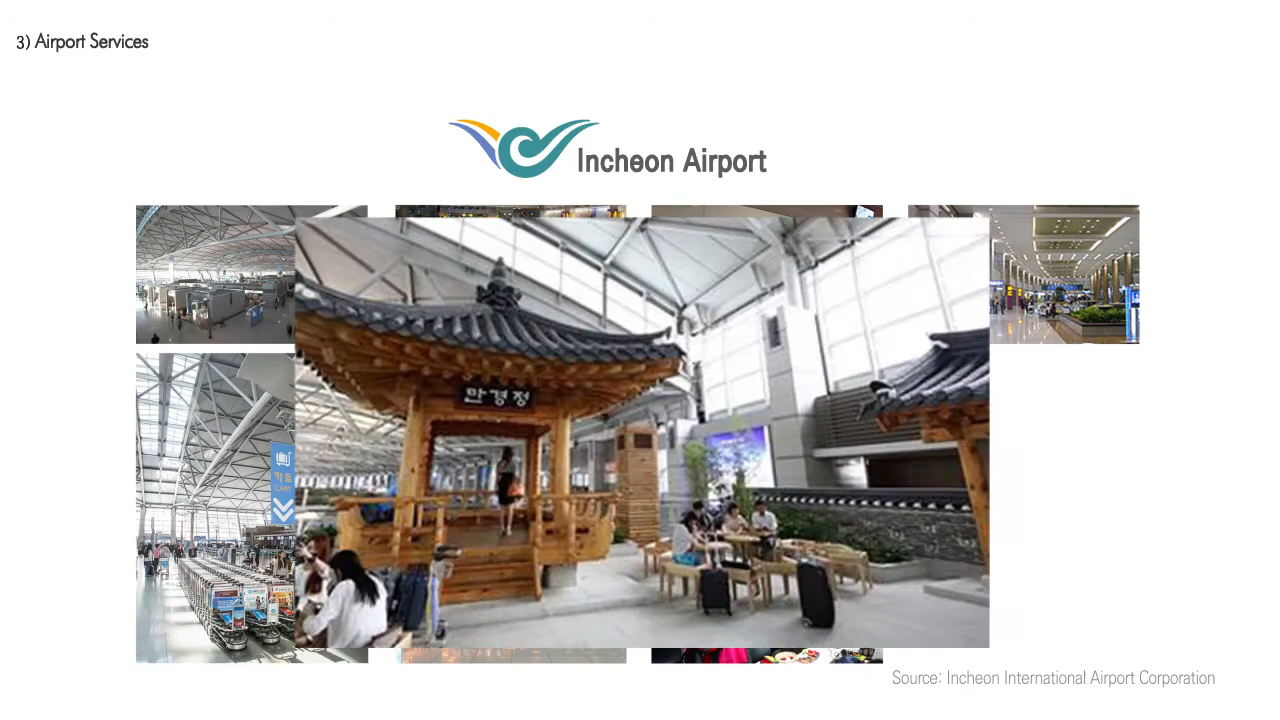 3) Airport Services
Incheon Airport
만경정
카트
CART
Source: Incheon International Airport Corporation